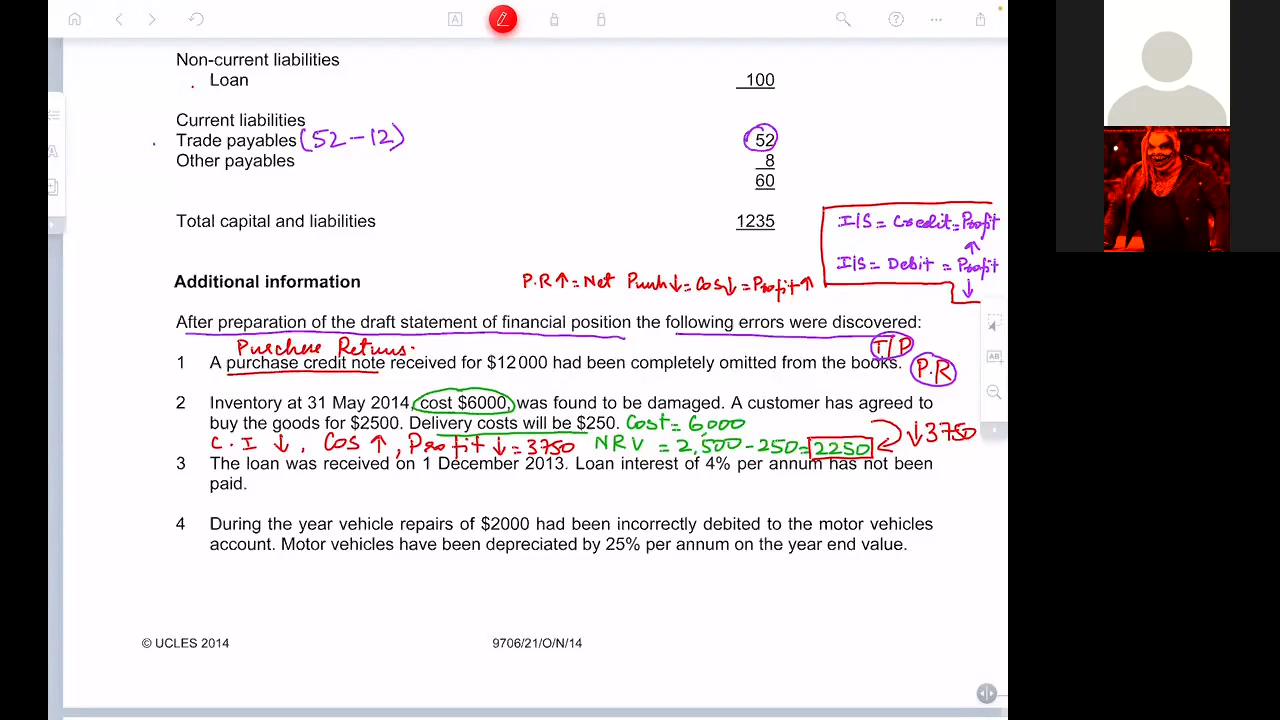 Non-current liabilities
. Loan 100
Current liabilities
. Trade payables (52 - 12) 52
Other payables 8
60
Total capital and liabilities 1235
I/S = Credit = Profit ↑
I/S = Debit = Profit ↓
Additional information
P.R ↑ = Net Purch ↓ = Cos ↓ = Profit ↑
After preparation of the draft statement of financial position the following errors were discovered:
Purchase Retuns.
T/P
1 A purchase credit note received for $12 000 had been completely omitted from the books.
P.R
2 Inventory at 31 May 2014, cost $6000, was found to be damaged. A customer has agreed to
buy the goods for $2500. Delivery costs will be $250. Cost = 6,000
C.I ↓, Cos ↑, Profit ↓ = 3750 NRV = 2,500 - 250 = 2250 ↓ 3750
3 The loan was received on 1 December 2013. Loan interest of 4% per annum has not been
paid.
4 During the year vehicle repairs of $2000 had been incorrectly debited to the motor vehicles
account. Motor vehicles have been depreciated by 25% per annum on the year end value.
© UCLES 2014 9706/21/O/N/14